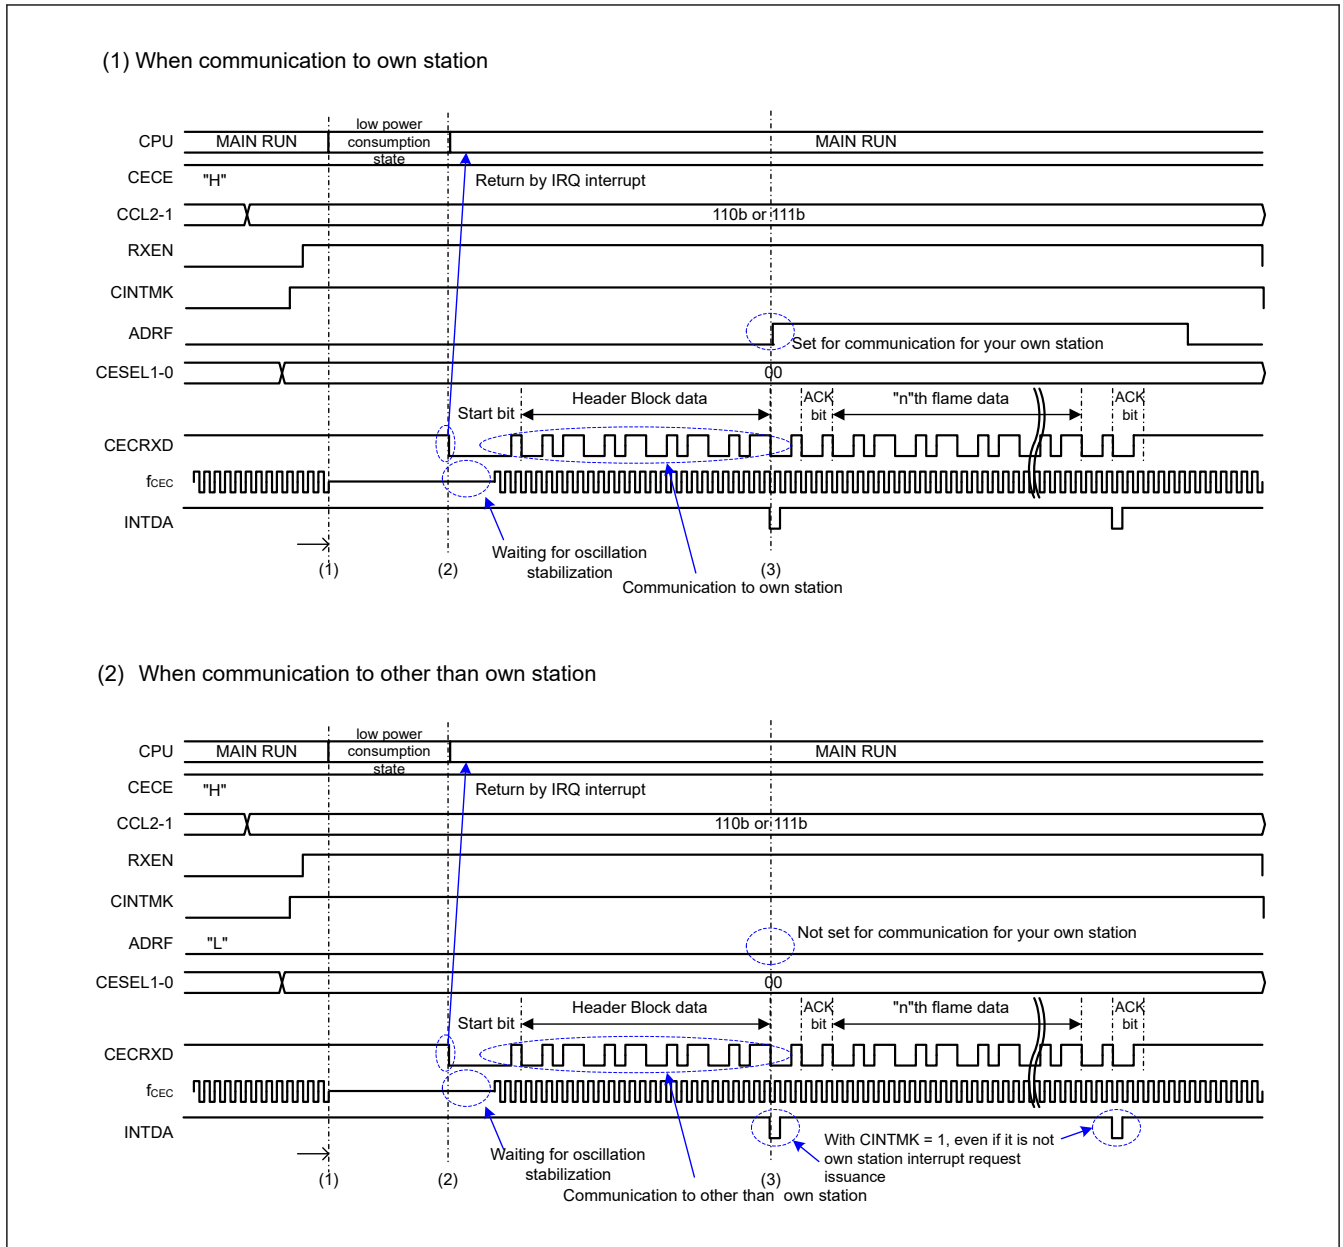 (1) When communication to own station
low power
CPU MAIN RUN consumption MAIN RUN
state
CECE "H" Return by IRQ interrupt
CCL2-1 110b or 111b
RXEN
CINTMK
ADRF Set for communication for your own station
CESEL1-0 00
Header Block data ACK "n"th flame data ACK
Start bit bit bit
CECRXD
fCEC
INTDA
Waiting for oscillation
stabilization
(1) (2) (3)
Communication to own station
(2) When communication to other than own station
low power
CPU MAIN RUN consumption MAIN RUN
state
CECE "H" Return by IRQ interrupt
CCL2-1 110b or 111b
RXEN
CINTMK
ADRF "L" Not set for communication for your own station
CESEL1-0 00
Header Block data ACK "n"th flame data ACK
Start bit bit bit
CECRXD
fCEC
INTDA
With CINTMK = 1, even if it is not
own station interrupt request
issuance
Waiting for oscillation
stabilization
(1) (2) (3)
Communication to other than own station